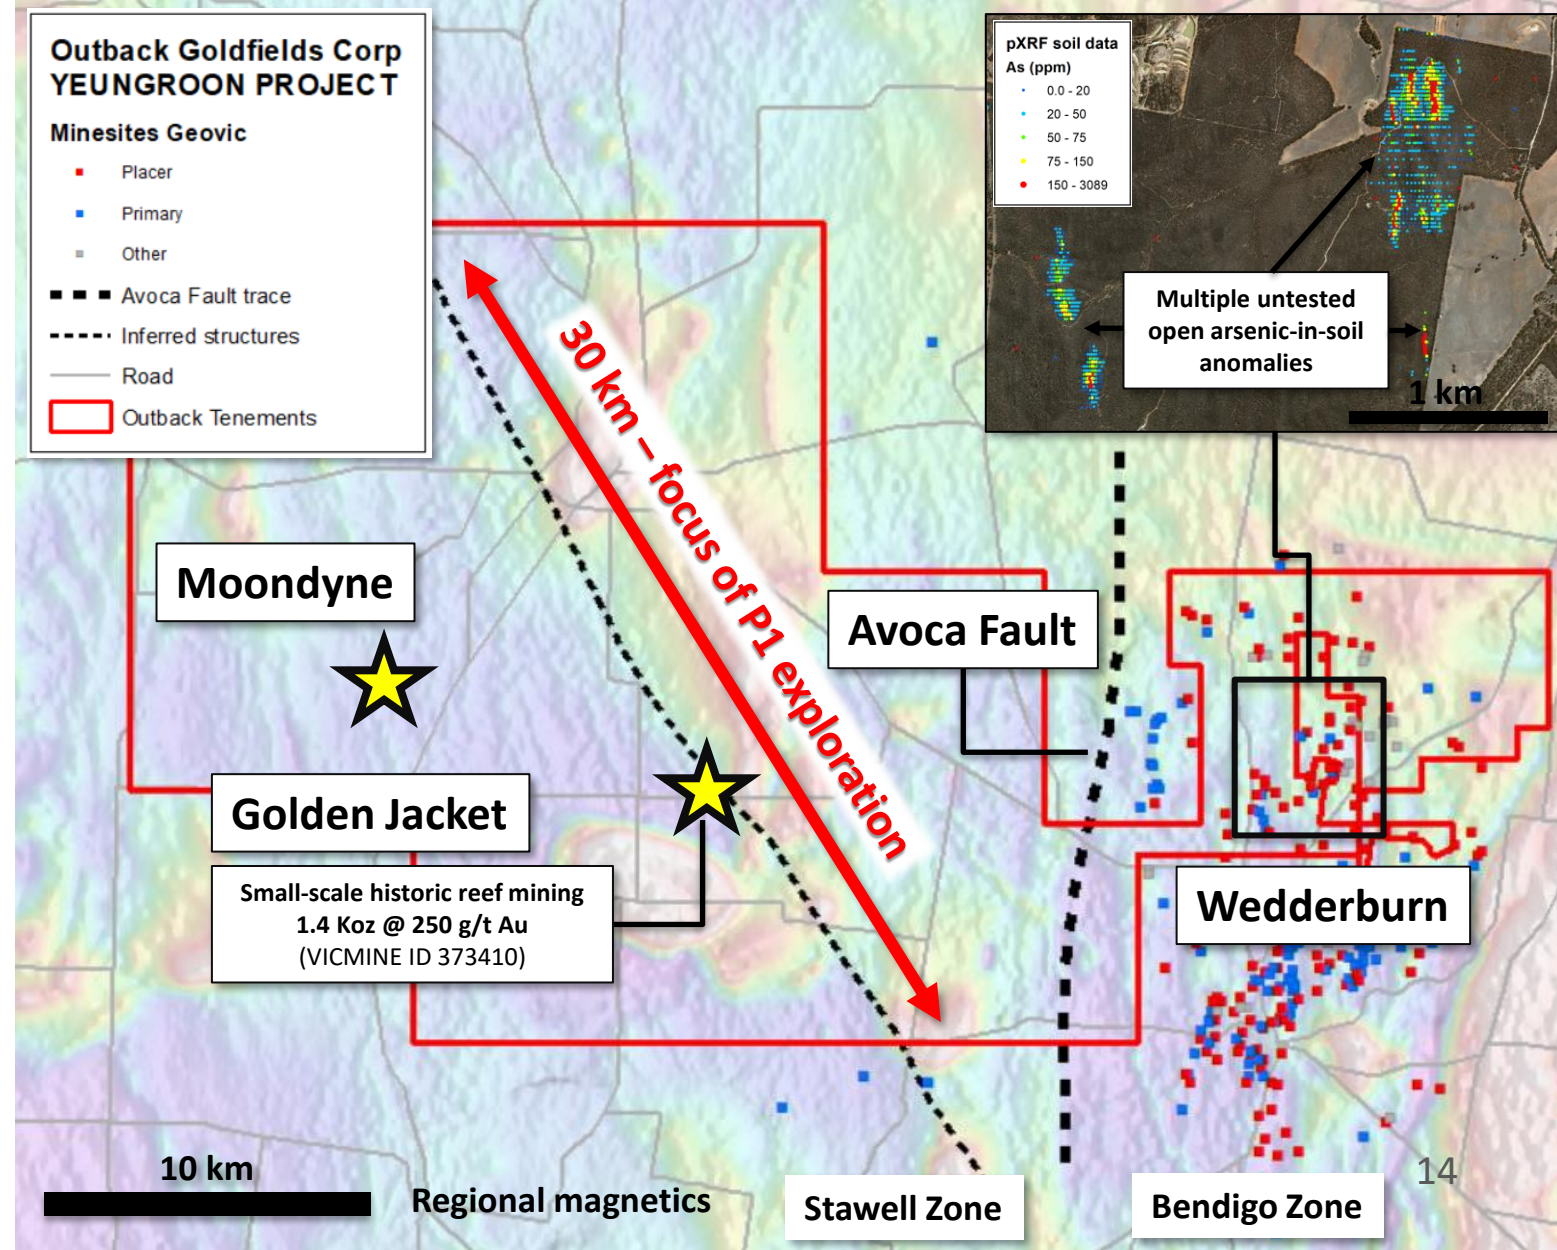 Outback Goldfields Corp
YEUNGROON PROJECT
Minesites Geovic
Placer
Primary
Other
Avoca Fault trace
Inferred structures
Road
Outback Tenements
pXRF soil data
As (ppm)
0.0 - 20
20 - 50
50 - 75
75 - 150
150 - 3089
Multiple untested
open arsenic-in-soil
anomalies
1 km
30 km – focus of P1 exploration
Moondyne
Avoca Fault
Golden Jacket
Small-scale historic reef mining
1.4 Koz @ 250 g/t Au
(VICMINE ID 373410)
Wedderburn
10 km
Regional magnetics
Stawell Zone
Bendigo Zone
14